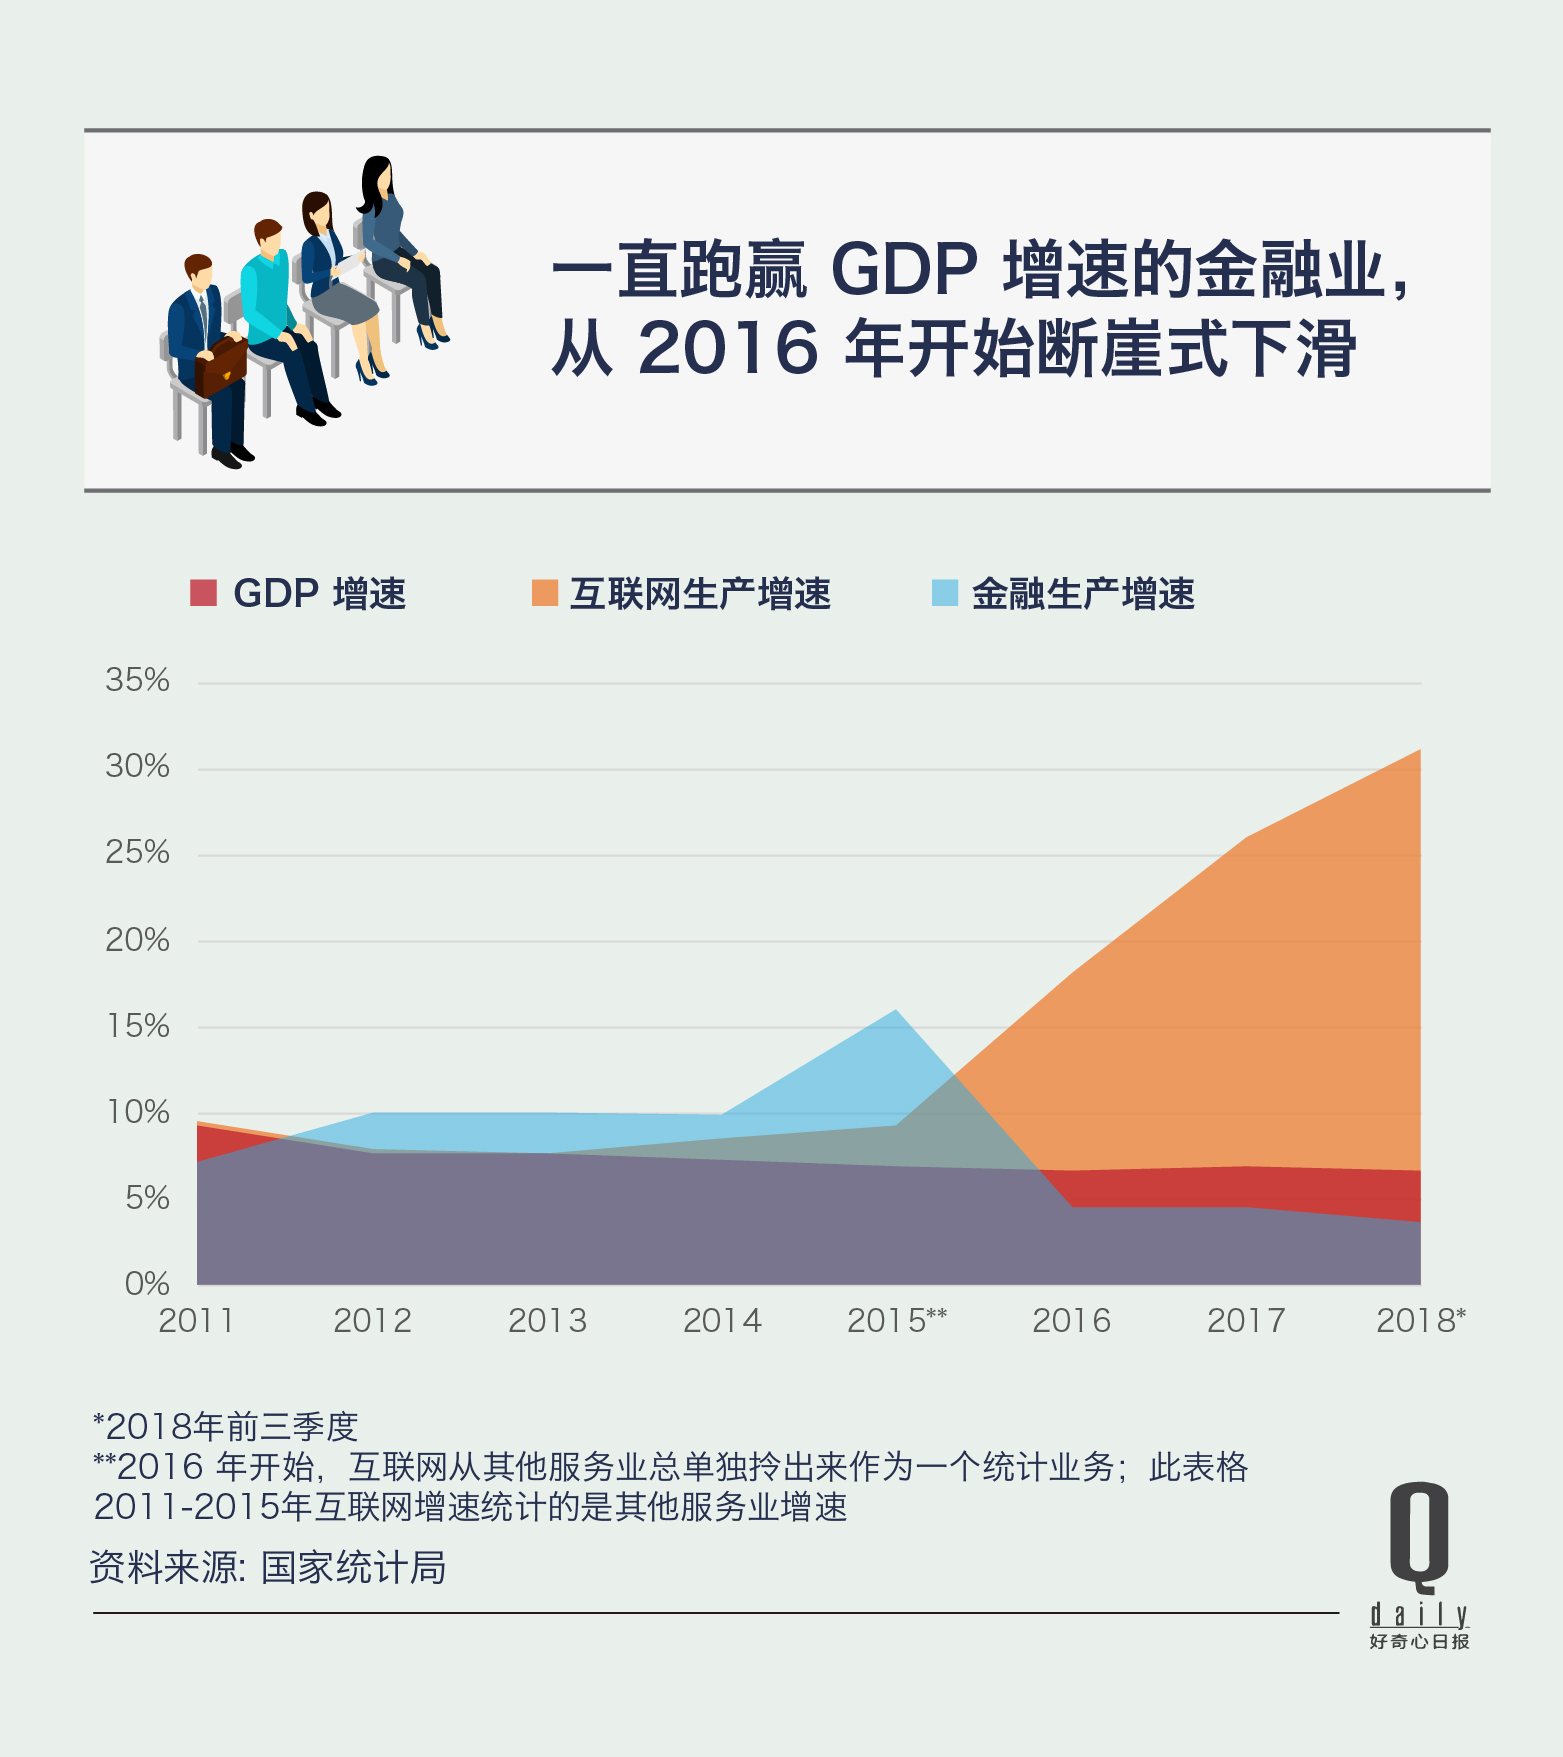 一直跑赢 GDP 增速的金融业，
从 2016 年开始断崖式下滑
GDP 增速 互联网生产增速 金融生产增速
35%
30%
25%
20%
15%
10%
5%
0%
2011 2012 2013 2014 2015** 2016 2017 2018*
*2018年前三季度
**2016 年开始，互联网从其他服务业总单独拎出来作为一个统计业务；此表格
2011-2015年互联网增速统计的是其他服务业增速
资料来源: 国家统计局
Q
daily
好奇心日报